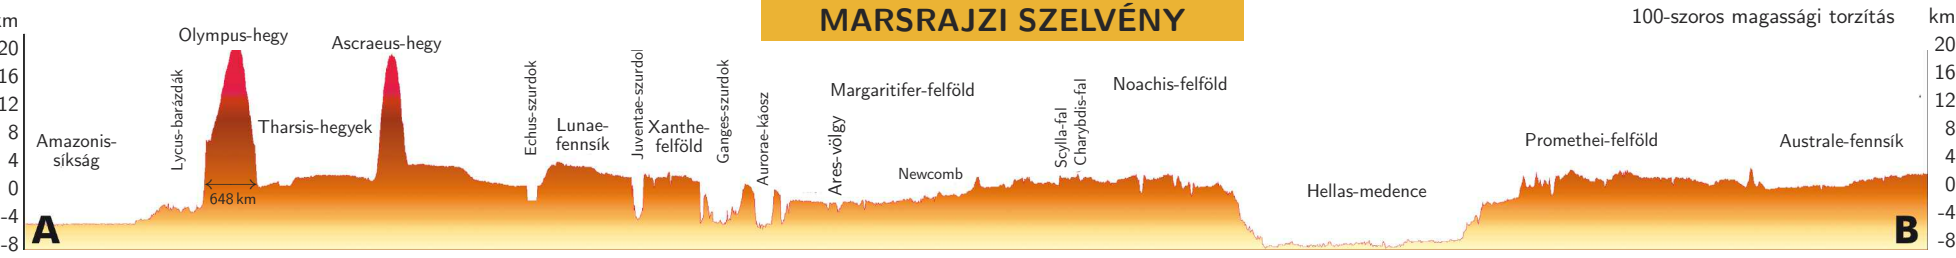 MARSRAJZI SZELVÉNY
100-szoros magassági torzítás
km
km
20
16
12
8
4
0
-4
-8
Amazonis-
síkság
Lycus-barázdák
Olympus-hegy
648 km
Tharsis-hegyek
Ascraeus-hegy
Echus-szurdok
Lunae-
fennsík
Juventae-szurdok
Xanthe-
felföld
Ganges-szurdok
Aurorae-káosz
Margaritifer-felföld
Ares-völgy
Newcomb
Scylla-fal
Charybdis-fal
Noachis-felföld
Hellas-medence
Promethei-felföld
Australe-fennsík
20
16
12
8
4
0
-4
-8
A
B